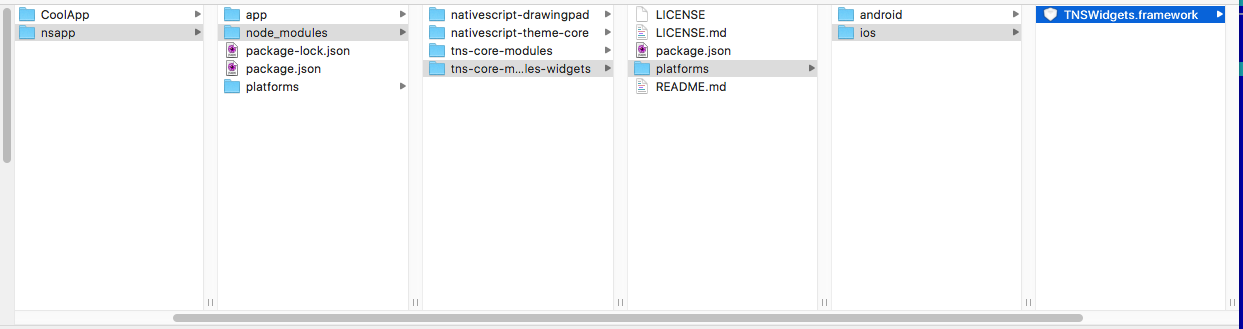 CoolApp
nsapp
app
node_modules
package-lock.json
package.json
platforms
nativescript-drawingpad
nativescript-theme-core
tns-core-modules
tns-core-m...les-widgets
LICENSE
LICENSE.md
package.json
platforms
README.md
android
ios
TNSWidgets.framework